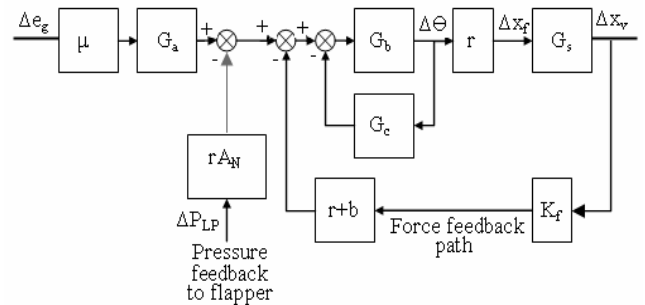 Δe_g
μ
G_a
+
-
+
-
+
-
G_b
ΔΘ
r
Δx_f
G_s
Δx_v
G_c
rA_N
r+b
K_f
Force feedback
path
ΔP_LP
Pressure
feedback
to flapper